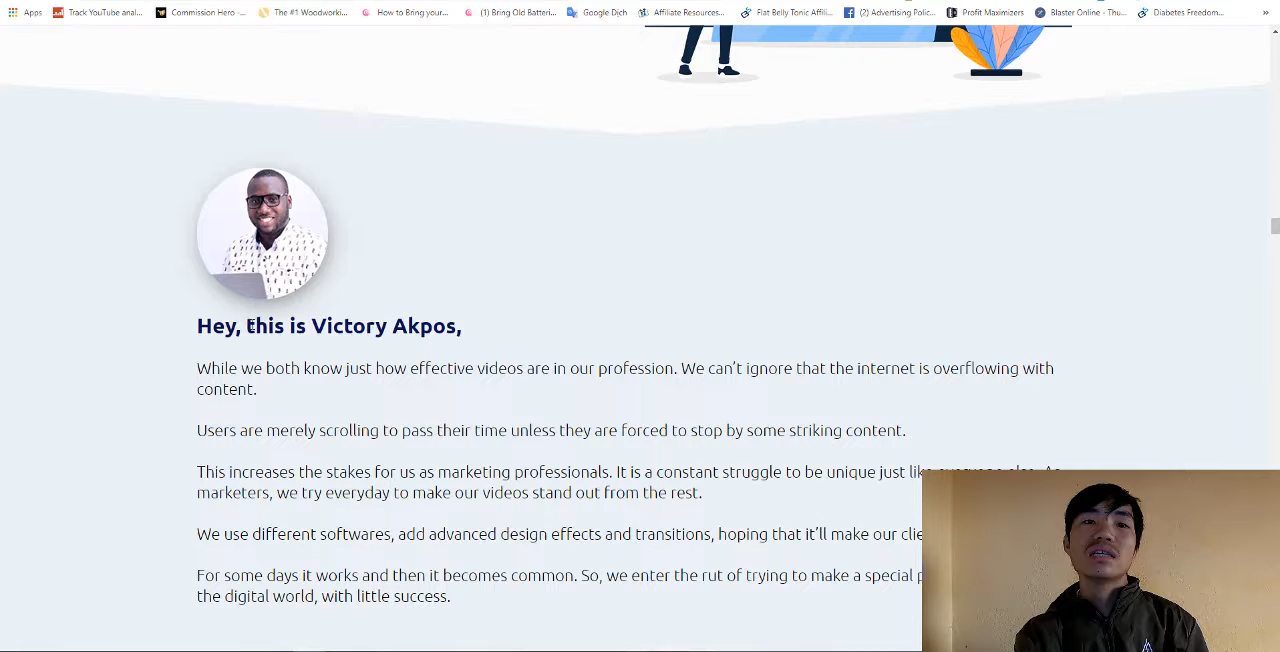 Apps Track YouTube anal... Commission Hero -... The #1 Woodworki... How to Bring your... (1) Bring Old Batteri... Google Dịch Affiliate Resources... Flat Belly Tonic Affili... (2) Advertising Polic... Profit Maximizers Blaster Online - Thu... Diabetes Freedom... »
Hey, this is Victory Akpos,
While we both know just how effective videos are in our profession. We can’t ignore that the internet is overflowing with
content.
Users are merely scrolling to pass their time unless they are forced to stop by some striking content.
This increases the stakes for us as marketing professionals. It is a constant struggle to be unique just like everyone else. As
marketers, we try everyday to make our videos stand out from the rest.
We use different softwares, add advanced design effects and transitions, hoping that it’ll make our clie
For some days it works and then it becomes common. So, we enter the rut of trying to make a special p
the digital world, with little success.